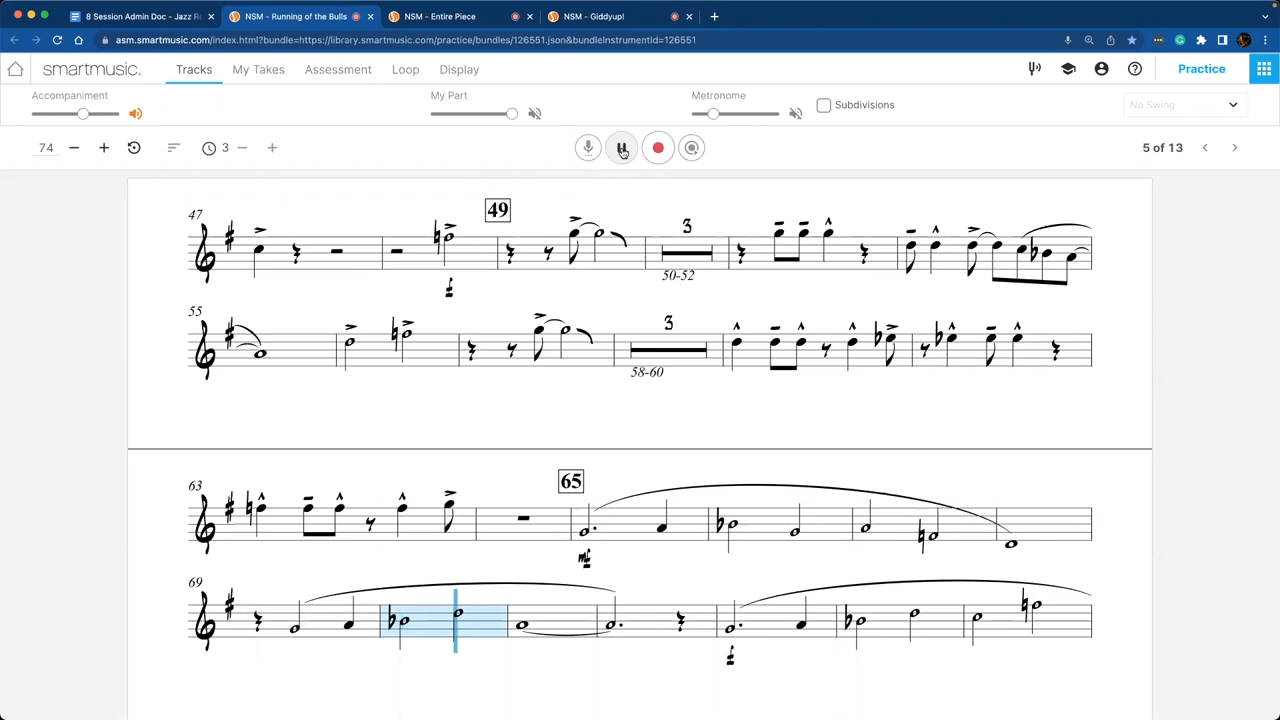 8 Session Admin Doc - Jazz R
NSM - Running of the Bulls
NSM - Entire Piece
NSM - Giddyup!
asm.smartmusic.com/index.html?bundle=https://library.smartmusic.com/practice/bundles/126551.json&bundleInstrumentId=126551
smartmusic.
Tracks
My Takes
Assessment
Loop
Display
Practice
Accompaniment
My Part
Metronome
Subdivisions
No Swing
74
3
5 of 13
47
49
3
50-52
55
3
58-60
63
65
mf
69
f